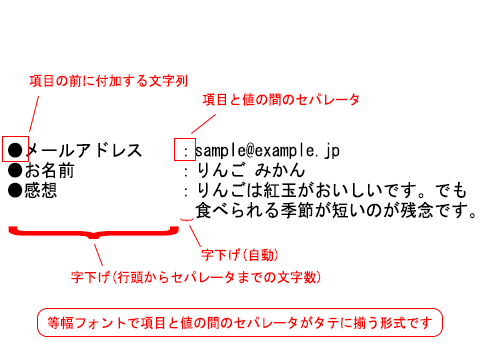 項目の前に付加する文字列
項目と値の間のセパレータ
●メールアドレス　　：sample@example.jp
●お名前　　　　　　：りんご みかん
●感想　　　　　　　：りんごは紅玉がおいしいです。でも
食べられる季節が短いのが残念です。
字下げ(自動)
字下げ(行頭からセパレータまでの文字数)
等幅フォントで項目と値の間のセパレータがタテに揃う形式です